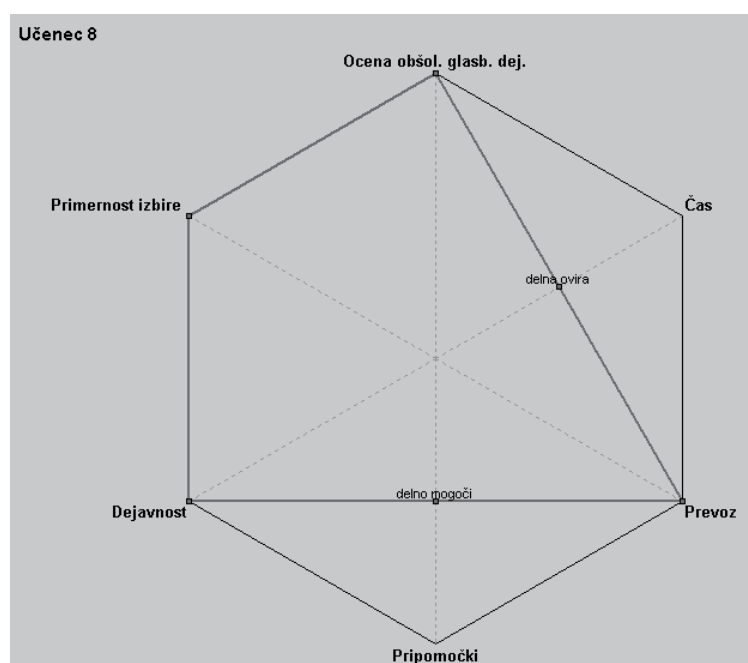 Učenec 8
Ocena obšol. glasb. dej.
Primernost izbire
Čas
delna ovira
delno mogoči
Dejavnost
Prevoz
Pripomočki